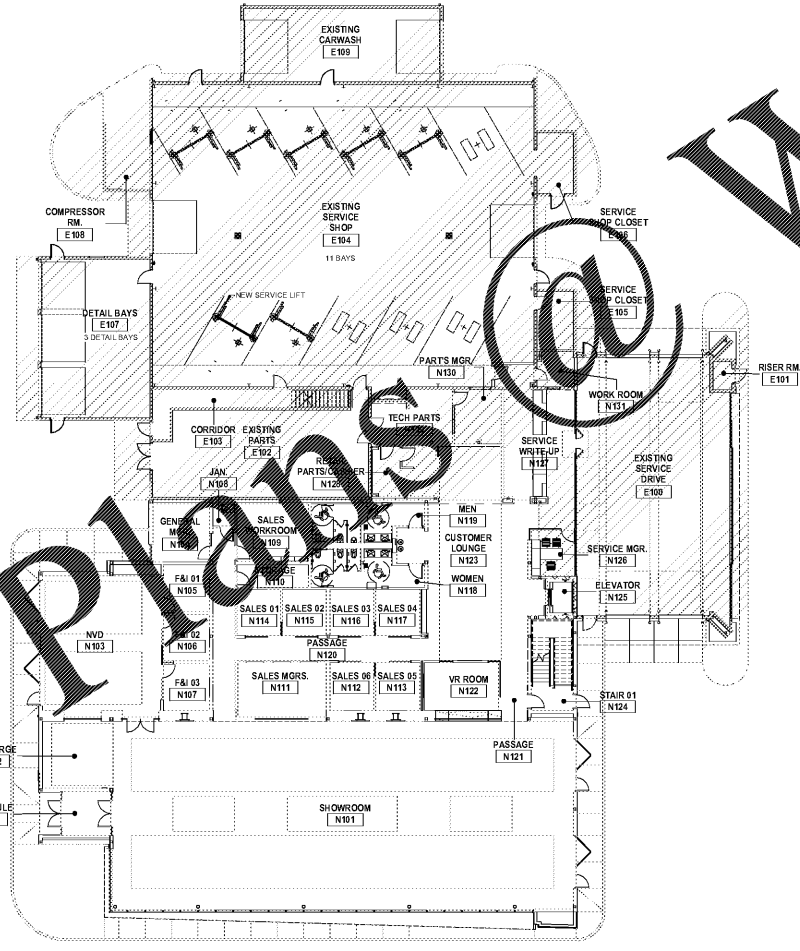 EXISTING
CARWASH
E109
COMPRESSOR
RM.
E108
EXISTING
SERVICE
SHOP
E104
11 BAYS
SERVICE
SHOP CLOSET
E106
DETAIL BAYS
E107
3 DETAIL BAYS
NEW SERVICE LIFT
SERVICE
SHOP CLOSET
E105
PART'S MGR.
N130
RISER RM.
E101
WORK ROOM
N131
CORRIDOR
E103
EXISTING
PARTS
E102
TECH PARTS
SERVICE
WRITE-UP
N127
EXISTING
SERVICE
DRIVE
E100
JAN.
N108
PARTS/CASHIER
N128
GENERAL
MGR.
SALES
WORKROOM
N109
MEN
N119
CUSTOMER
LOUNGE
N123
SERVICE MGR.
N126
STORAGE
N110
F&I 01
N105
WOMEN
N118
ELEVATOR
N125
SALES 01
N114
SALES 02
N115
SALES 03
N116
SALES 04
N117
NVD
N103
F&I 02
N106
PASSAGE
N120
F&I 03
N107
SALES MGRS.
N111
SALES 06
N112
SALES 05
N113
VR ROOM
N122
STAIR 01
N124
PASSAGE
N121
SHOWROOM
N101
Plans @ W